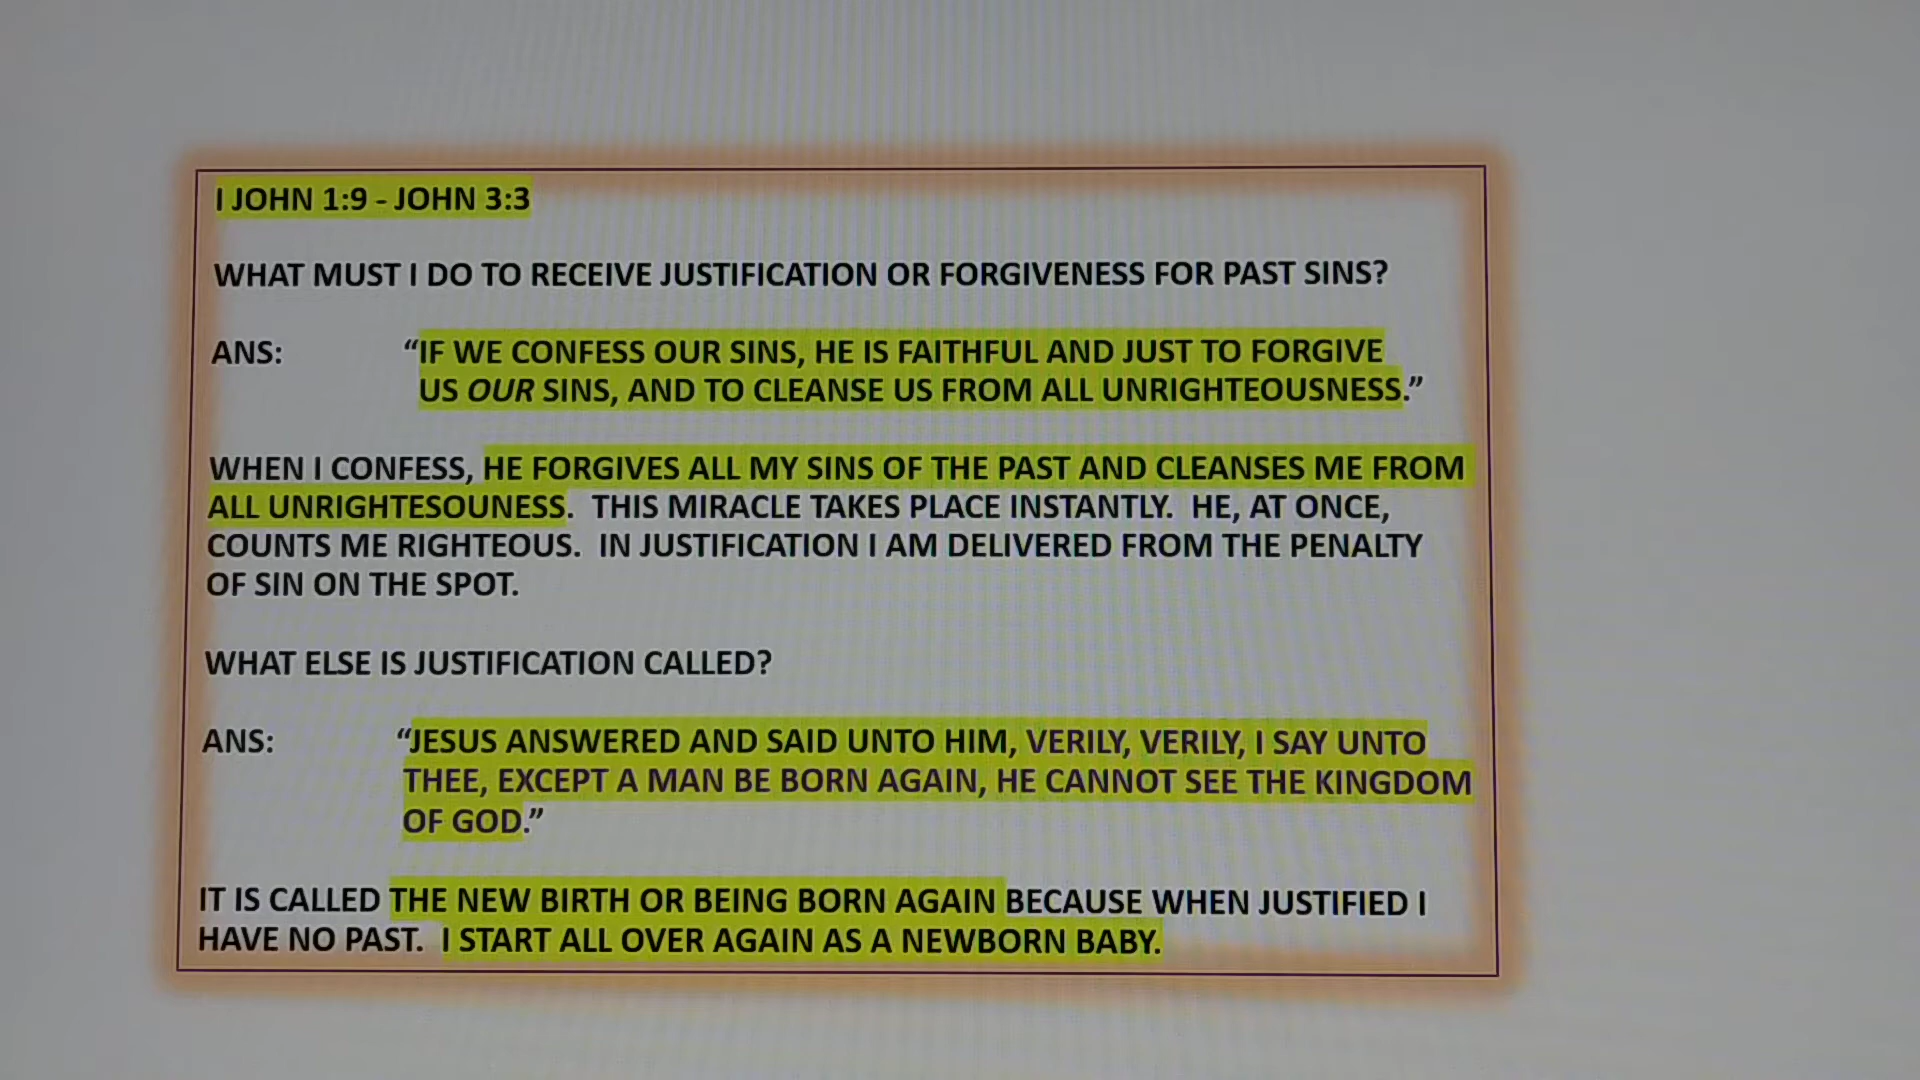 I JOHN 1:9 - JOHN 3:3
WHAT MUST I DO TO RECEIVE JUSTIFICATION OR FORGIVENESS FOR PAST SINS?
ANS: “IF WE CONFESS OUR SINS, HE IS FAITHFUL AND JUST TO FORGIVE
US OUR SINS, AND TO CLEANSE US FROM ALL UNRIGHTEOUSNESS.”
WHEN I CONFESS, HE FORGIVES ALL MY SINS OF THE PAST AND CLEANSES ME FROM
ALL UNRIGHTESOUNESS. THIS MIRACLE TAKES PLACE INSTANTLY. HE, AT ONCE,
COUNTS ME RIGHTEOUS. IN JUSTIFICATION I AM DELIVERED FROM THE PENALTY
OF SIN ON THE SPOT.
WHAT ELSE IS JUSTIFICATION CALLED?
ANS: “JESUS ANSWERED AND SAID UNTO HIM, VERILY, VERILY, I SAY UNTO
THEE, EXCEPT A MAN BE BORN AGAIN, HE CANNOT SEE THE KINGDOM
OF GOD.”
IT IS CALLED THE NEW BIRTH OR BEING BORN AGAIN BECAUSE WHEN JUSTIFIED I
HAVE NO PAST. I START ALL OVER AGAIN AS A NEWBORN BABY.